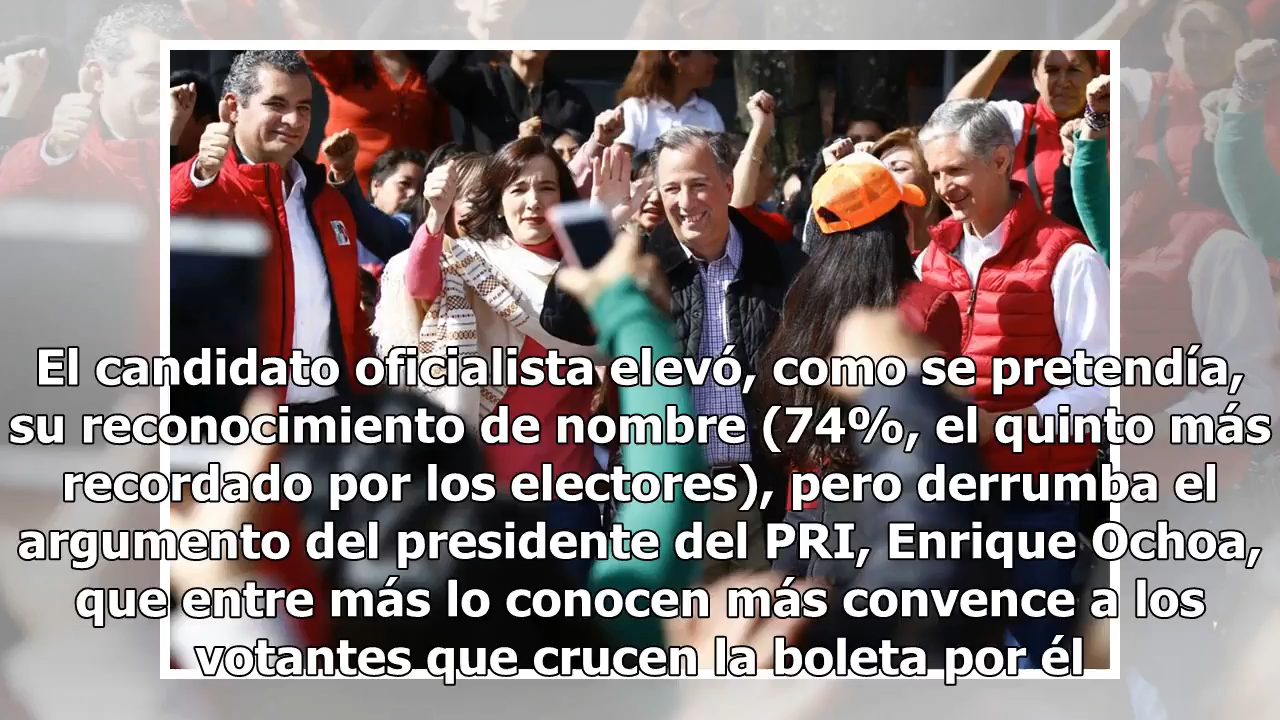 El candidato oficialista elevó, como se pretendía,
su reconocimiento de nombre (74%, el quinto más
recordado por los electores), pero derrumba el
argumento del presidente del PRI, Enrique Ochoa,
que entre más lo conocen más convence a los
votantes que crucen la boleta por él